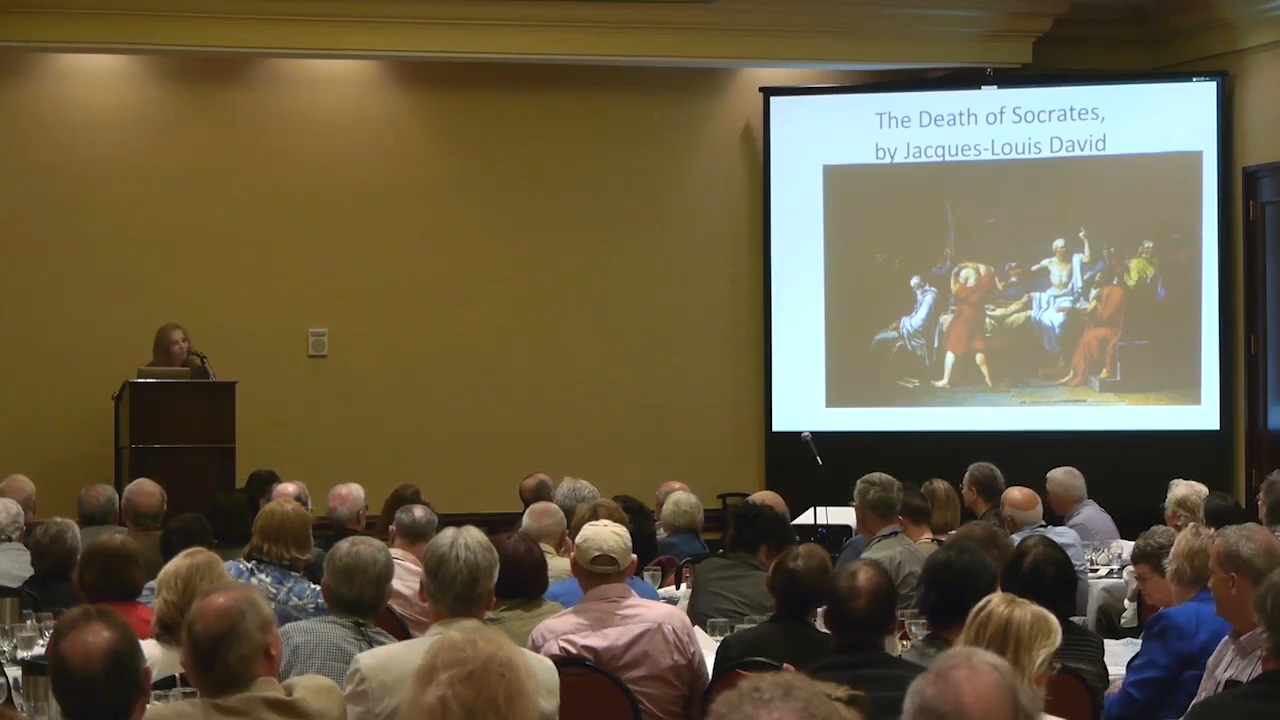 The Death of Socrates,
by Jacques-Louis David